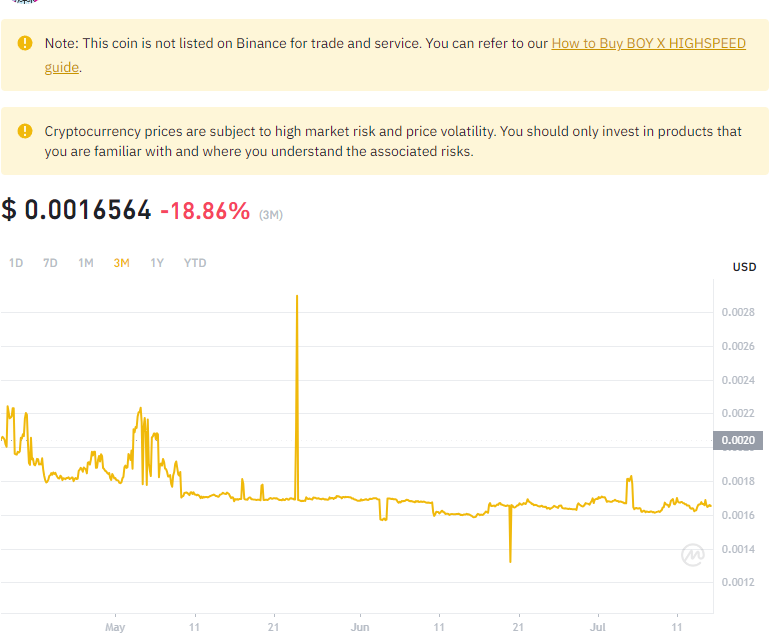 Note: This coin is not listed on Binance for trade and service. You can refer to our How to Buy BOY X HIGHSPEED
guide.
Cryptocurrency prices are subject to high market risk and price volatility. You should only invest in products that
you are familiar with and where you understand the associated risks.
$ 0.0016564 -18.86% (3M)
1D 7D 1M 3M 1Y YTD
USD
0.0028
0.0026
0.0024
0.0022
0.0020
0.0018
0.0016
0.0014
0.0012
May 11 21 Jun 11 21 Jul 11